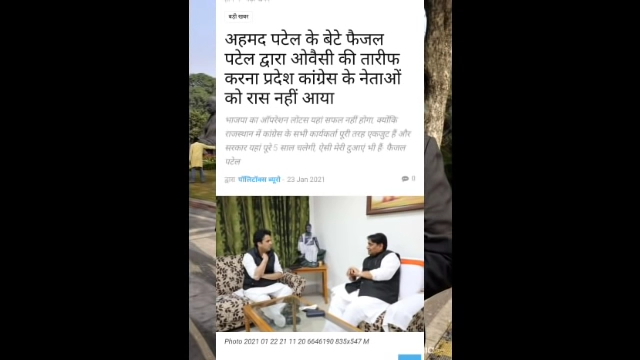 बड़ी खबर
अहमद पटेल के बेटे फैजल
पटेल द्वारा ओवैसी की तारीफ
करना प्रदेश कांग्रेस के नेताओं
को रास नहीं आया
भाजपा का ऑपरेशन लोटस यहां सफल नहीं होगा, क्योंकि
राजस्थान में कांग्रेस के सभी कार्यकर्ता पूरी तरह एकजुट हैं और
सरकार यहां पूरे 5 साल चलेगी, ऐसी मेरी दुआएं भी हैं- फैजल
पटेल
द्वारा पॉलिटॉक्स ब्यूरो - 23 Jan 2021 0
Photo 2021 01 22 21 11 20 6646190 835x547 M